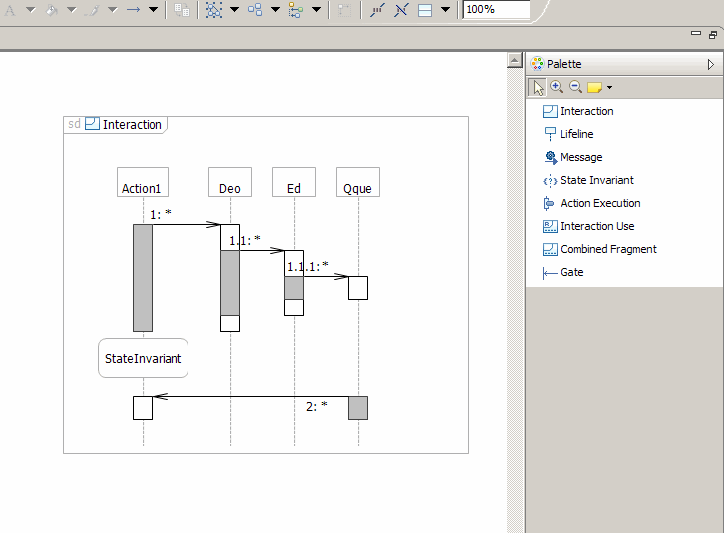 A
100%
Palette
Interaction
Lifeline
Message
State Invariant
Action Execution
Interaction Use
Combined Fragment
Gate
sd Interaction
Action1 Deo Ed Qque
1: *
1.1: *
1.1.1: *
StateInvariant
2: *